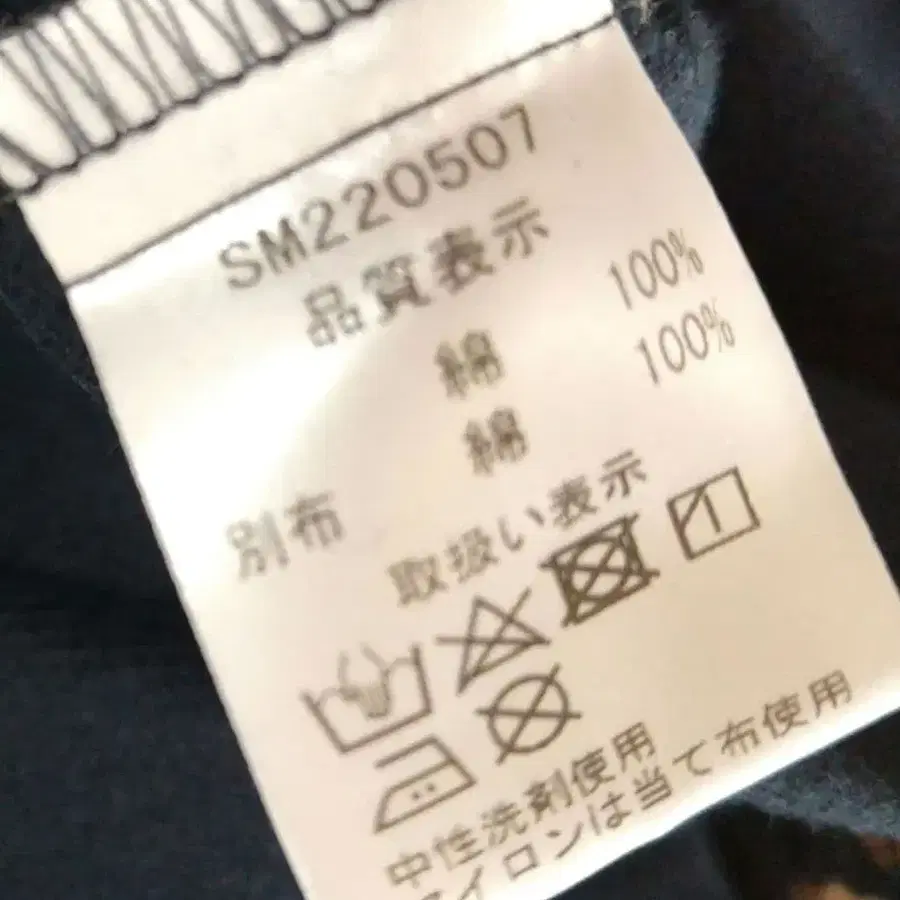 SM220507
品質表示
綿 100%
別布 綿 100%
取扱い表示
中性洗剤使用
アイロンは当て布使用